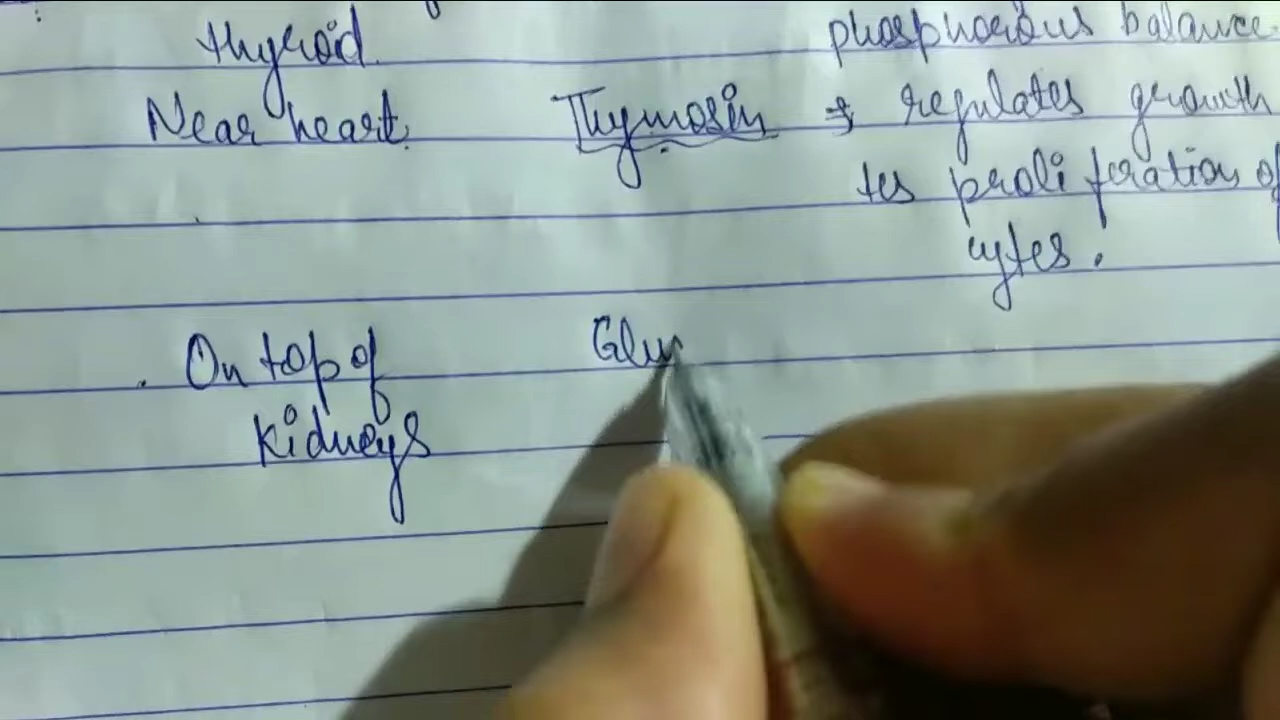 thyroid phosphorous balance.
Near heart. Thymosin regulates growth
tes proliferation of
cytes.
On top of Glu
Kidneys